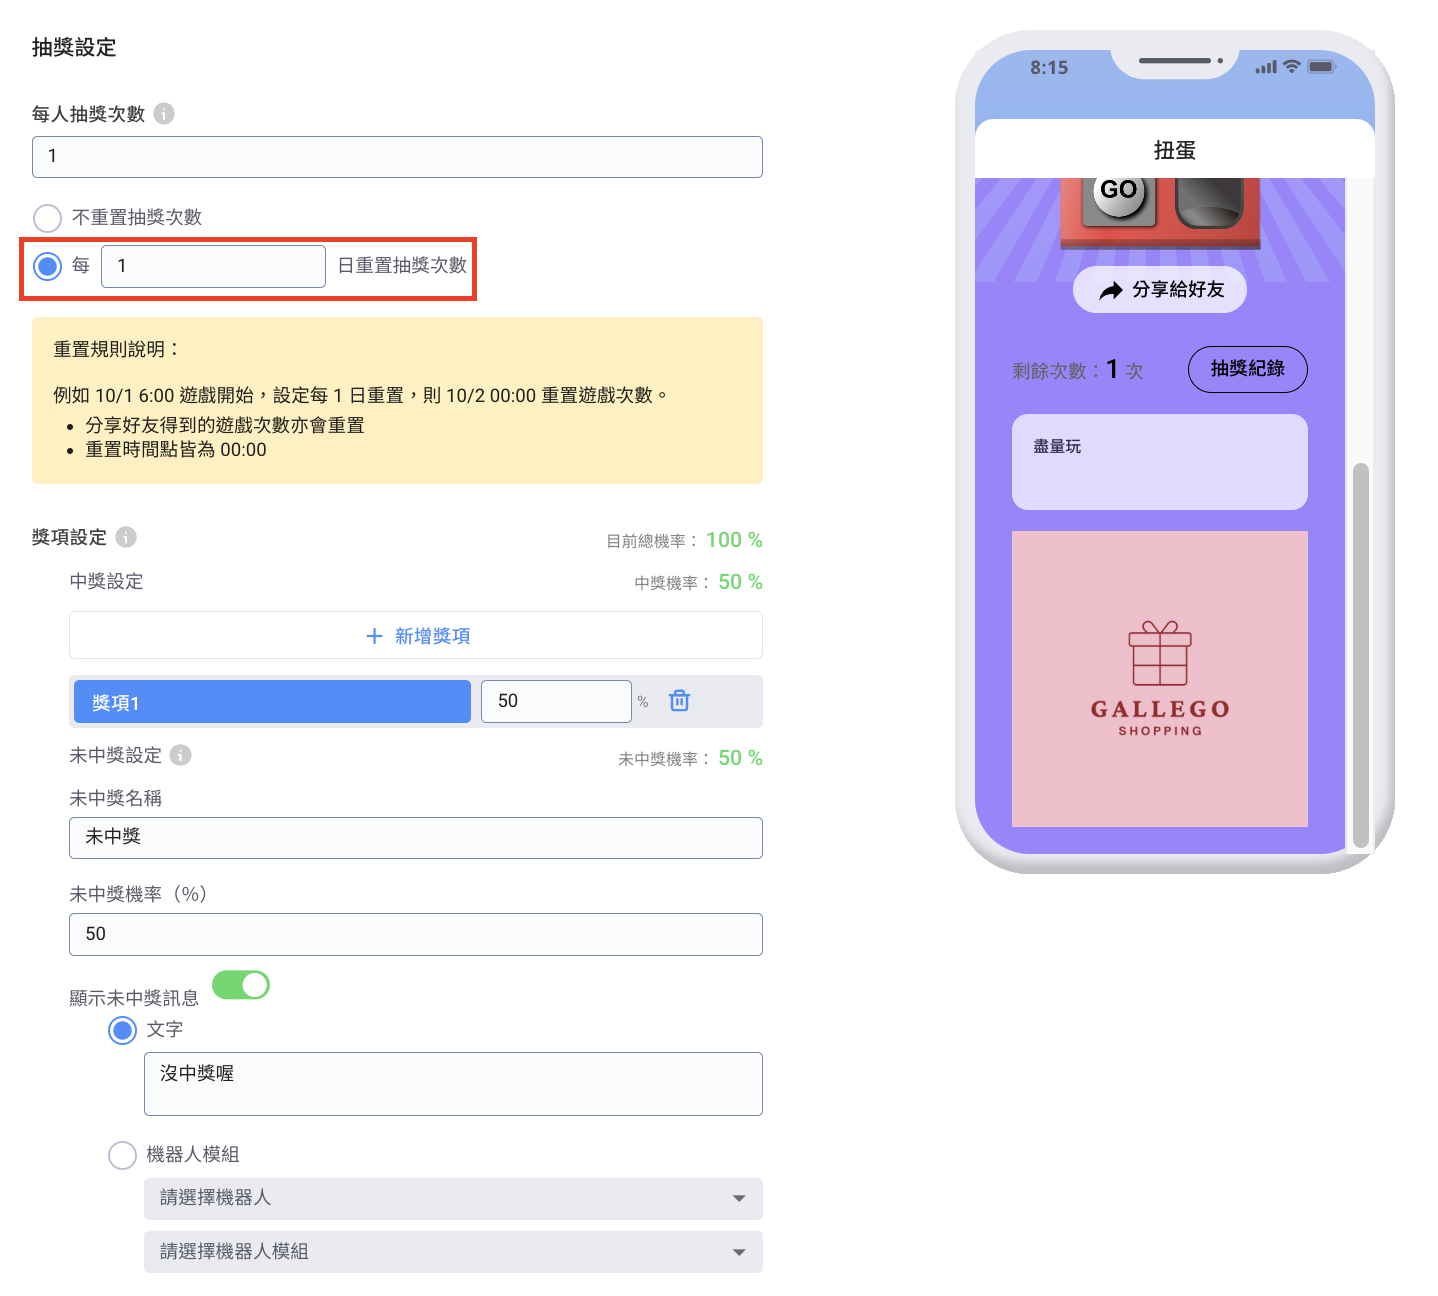 抽獎設定
每人抽獎次數
1
不重置抽獎次數
每 1 日重置抽獎次數
重置規則說明：
例如 10/1 6:00 遊戲開始，設定每 1 日重置，則 10/2 00:00 重置遊戲次數。
• 分享好友得到的遊戲次數亦會重置
• 重置時間點皆為 00:00
獎項設定
目前總機率： 100 %
中獎設定
中獎機率： 50 %
+ 新增獎項
獎項1 50 %
未中獎設定
未中獎機率： 50 %
未中獎名稱
未中獎
未中獎機率（%）
50
顯示未中獎訊息
文字
沒中獎喔
機器人模組
請選擇機器人
請選擇機器人模組
8:15
扭蛋
GO
分享給好友
剩餘次數：1 次
抽獎紀錄
盡量玩
GALLEGO
SHOPPING